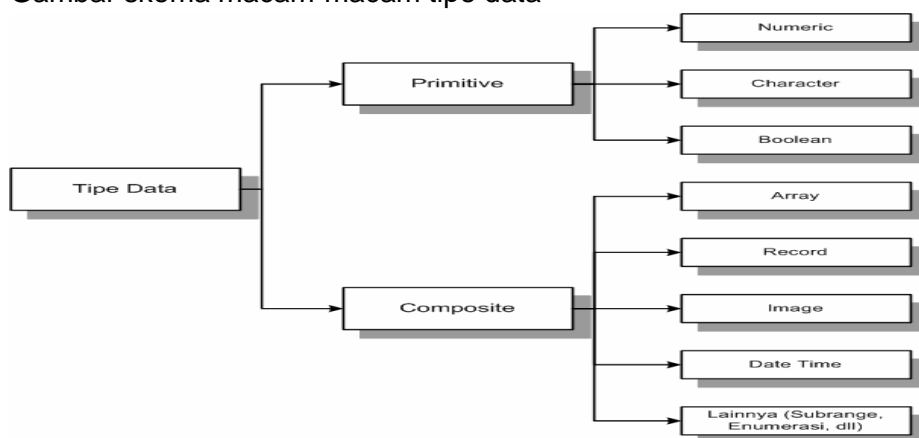 Gambar skema macam-macam tipe data
Numeric
Primitive
Character
Boolean
Tipe Data
Array
Record
Composite
Image
Date Time
Lainnya (Subrange,
Enumerasi, dll)